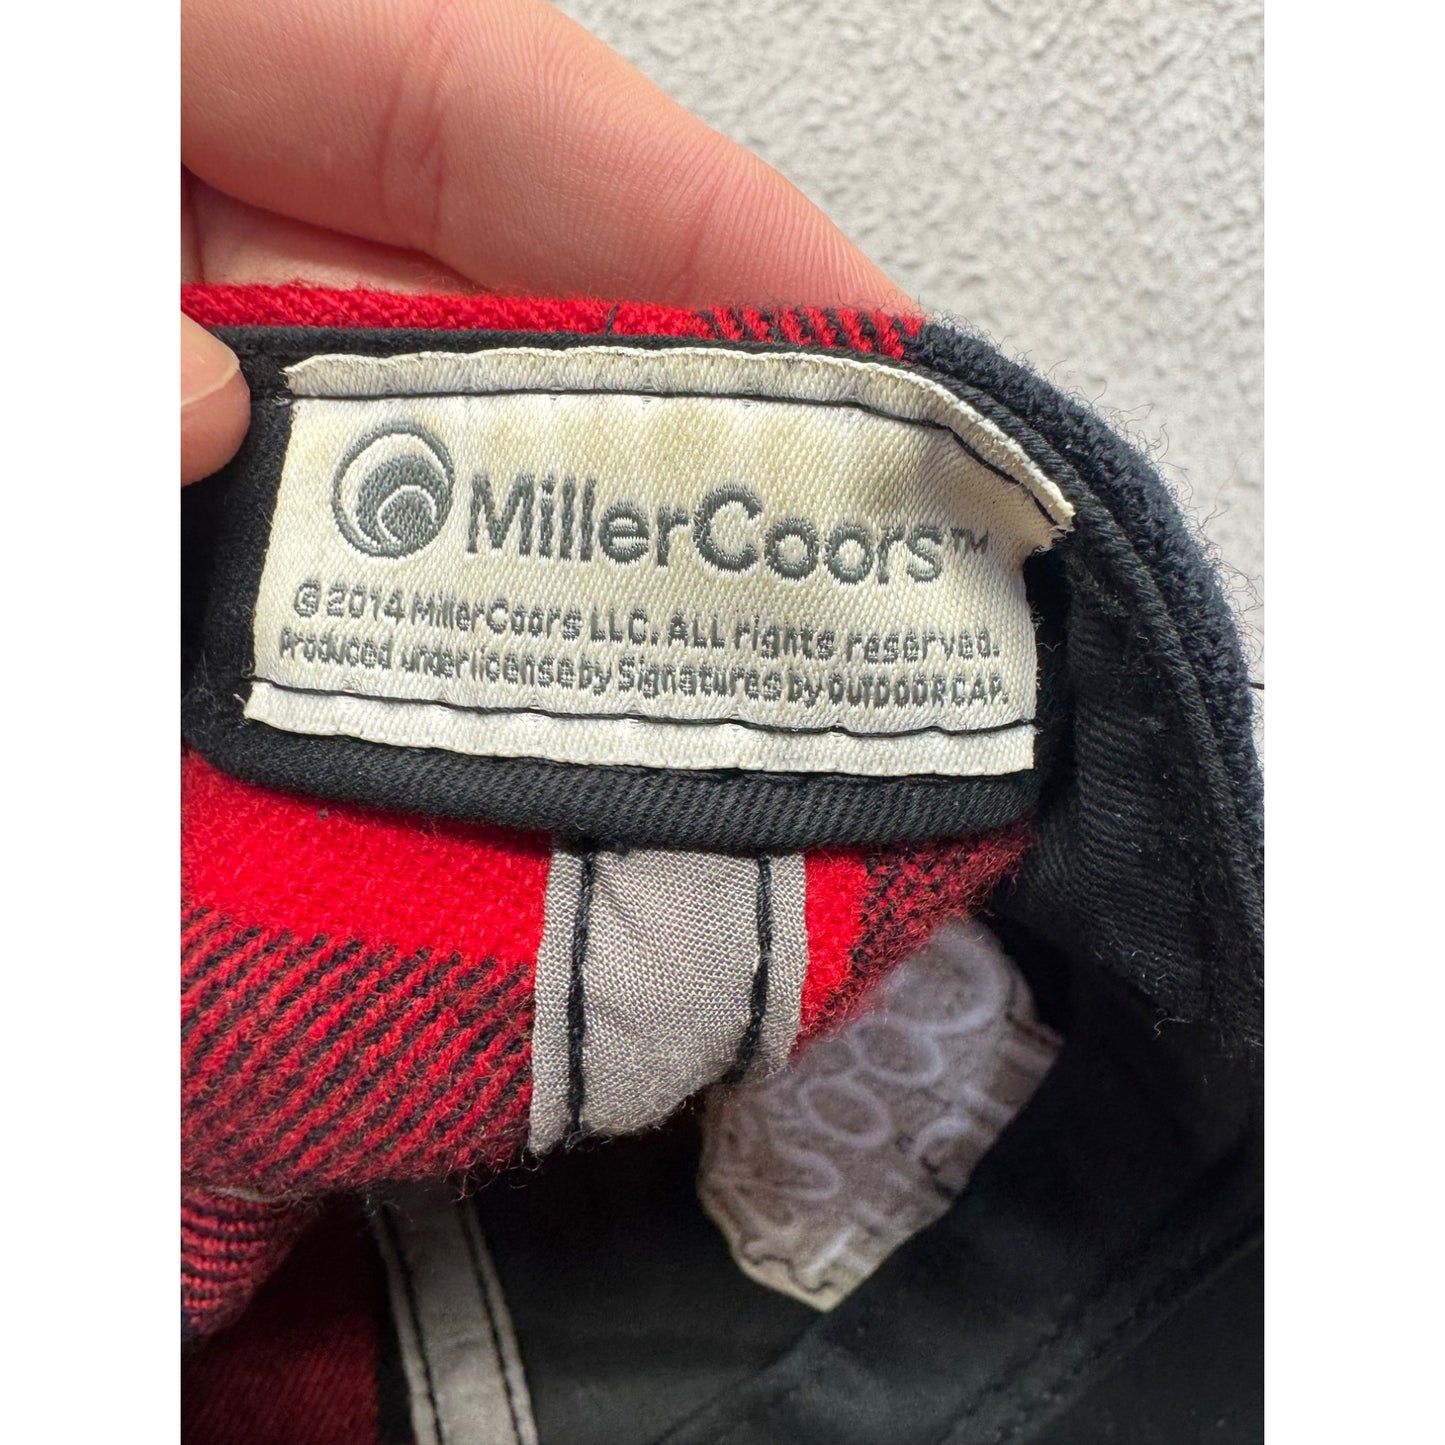 MillerCoors™
©2014 MillerCoors LLC. ALL rights reserved.
Produced under license by Signatures by OUTDOOR CAP.